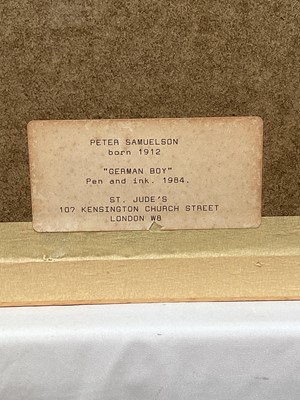 PETER SAMUELSON
born 1912
"GERMAN BOY"
Pen and ink. 1984.
ST. JUDE'S
107 KENSINGTON CHURCH STREET
LONDON W8